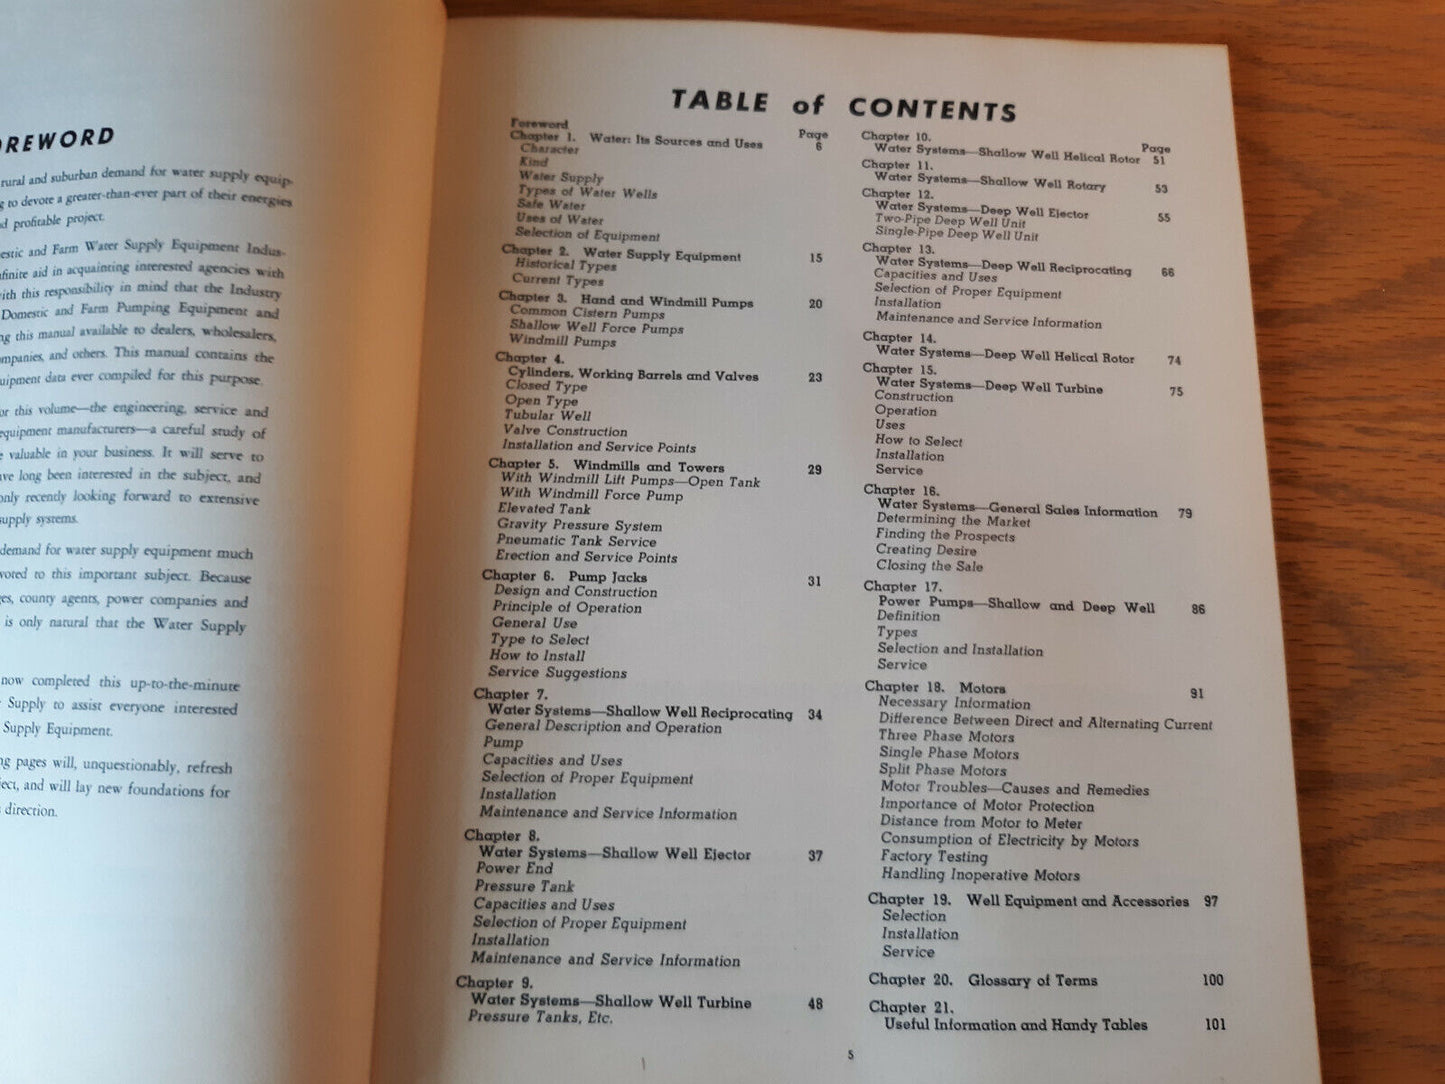 OREWORD
rural and suburban demand for water supply equip-
to devote a greater-than-ever part of their energies
profitable project.
estic and Farm Water Supply Equipment Indus-
finite aid in acquainting interested agencies with
ith this responsibility in mind that the Industry
Domestic and Farm Pumping Equipment and
ng this manual available to dealers, wholesalers,
ompanies, and others. This manual contains the
uipment data ever compiled for this purpose.
or this volume—the engineering, service and
equipment manufacturers—a careful study of
valuable in your business. It will serve to
ve long been interested in the subject, and
only recently looking forward to extensive
supply systems.
demand for water supply equipment much
voted to this important subject. Because
es, county agents, power companies and
is only natural that the Water Supply
now completed this up-to-the-minute
Supply to assist everyone interested
Supply Equipment.
ng pages will, unquestionably, refresh
ject, and will lay new foundations for
direction.
TABLE of CONTENTS
Foreword
Page
Chapter 1. Water: Its Sources and Uses 6
Character
Kind
Water Supply
Types of Water Wells
Safe Water
Uses of Water
Selection of Equipment
Chapter 2. Water Supply Equipment 15
Historical Types
Current Types
Chapter 3. Hand and Windmill Pumps 20
Common Cistern Pumps
Shallow Well Force Pumps
Windmill Pumps
Chapter 4.
Cylinders, Working Barrels and Valves 23
Closed Type
Open Type
Tubular Well
Valve Construction
Installation and Service Points
Chapter 5. Windmills and Towers 29
With Windmill Lift Pumps—Open Tank
With Windmill Force Pump
Elevated Tank
Gravity Pressure System
Pneumatic Tank Service
Erection and Service Points
Chapter 6. Pump Jacks 31
Design and Construction
Principle of Operation
General Use
Type to Select
How to Install
Service Suggestions
Chapter 7.
Water Systems—Shallow Well Reciprocating 34
General Description and Operation
Pump
Capacities and Uses
Selection of Proper Equipment
Installation
Maintenance and Service Information
Chapter 8.
Water Systems—Shallow Well Ejector 37
Power End
Pressure Tank
Capacities and Uses
Selection of Proper Equipment
Installation
Maintenance and Service Information
Chapter 9.
Water Systems—Shallow Well Turbine 48
Pressure Tanks, Etc.
Chapter 10.
Page
Water Systems—Shallow Well Helical Rotor 51
Chapter 11.
Water Systems—Shallow Well Rotary 53
Chapter 12.
Water Systems—Deep Well Ejector 55
Two-Pipe Deep Well Unit
Single-Pipe Deep Well Unit
Chapter 13.
Water Systems—Deep Well Reciprocating 66
Capacities and Uses
Selection of Proper Equipment
Installation
Maintenance and Service Information
Chapter 14.
Water Systems—Deep Well Helical Rotor 74
Chapter 15.
Water Systems—Deep Well Turbine 75
Construction
Operation
Uses
How to Select
Installation
Service
Chapter 16.
Water Systems—General Sales Information 79
Determining the Market
Finding the Prospects
Creating Desire
Closing the Sale
Chapter 17.
Power Pumps—Shallow and Deep Well 86
Definition
Types
Selection and Installation
Service
Chapter 18. Motors 91
Necessary Information
Difference Between Direct and Alternating Current
Three Phase Motors
Single Phase Motors
Split Phase Motors
Motor Troubles—Causes and Remedies
Importance of Motor Protection
Distance from Motor to Meter
Consumption of Electricity by Motors
Factory Testing
Handling Inoperative Motors
Chapter 19. Well Equipment and Accessories 97
Selection
Installation
Service
Chapter 20. Glossary of Terms 100
Chapter 21.
Useful Information and Handy Tables 101
5